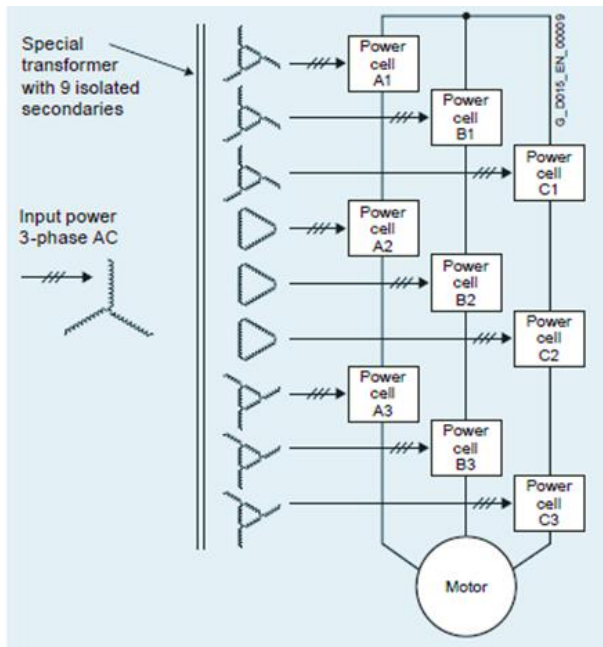 Special
transformer
with 9 isolated
secondaries
Input power
3-phase AC
Power
cell
A1
Power
cell
B1
Power
cell
C1
Power
cell
A2
Power
cell
B2
Power
cell
C2
Power
cell
A3
Power
cell
B3
Power
cell
C3
Motor
G_D015_EN_00009